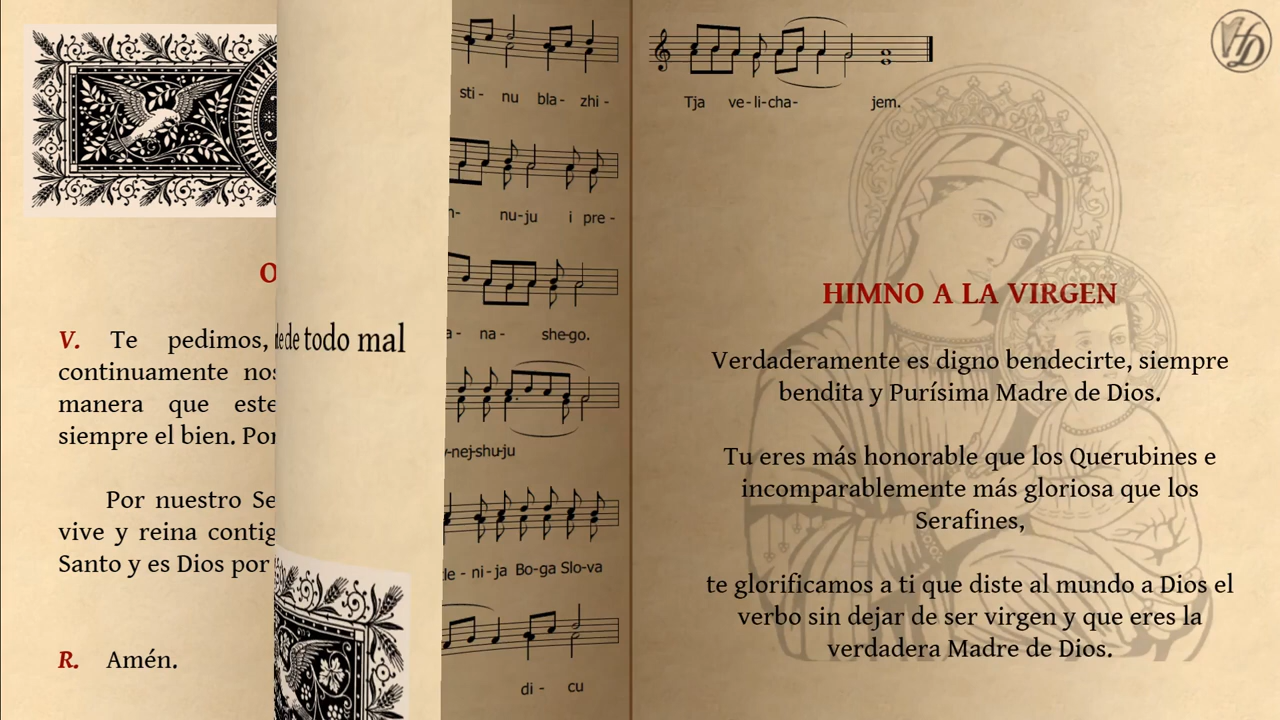 O
V. Te pedimos,
continuamente nos
manera que este
siempre el bien. Por
Por nuestro Se
vive y reina contig
Santo y es Dios por
R. Amén.
de todo mal
sti- nu bla- zhi-
n- nu-ju i pre-
a- na- she-go.
y-nej-shu-ju
le-ni-ja Bo-ga Slo-va
di- cu
Tja ve-li-cha- jem.
HIMNO A LA VIRGEN
Verdaderamente es digno bendecirte, siempre
bendita y Purísima Madre de Dios.
Tu eres más honorable que los Querubines e
incomparablemente más gloriosa que los
Serafines,
te glorificamos a ti que diste al mundo a Dios el
verbo sin dejar de ser virgen y que eres la
verdadera Madre de Dios.
HD